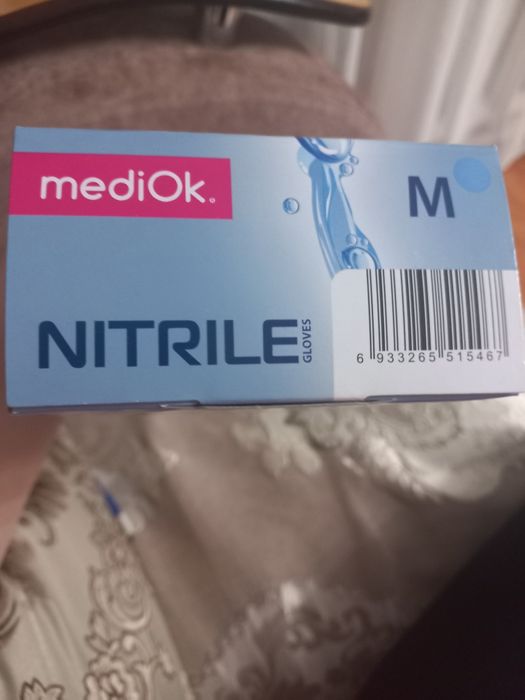 mediOk.
M
NITRILE
GLOVES
6 933265 515467